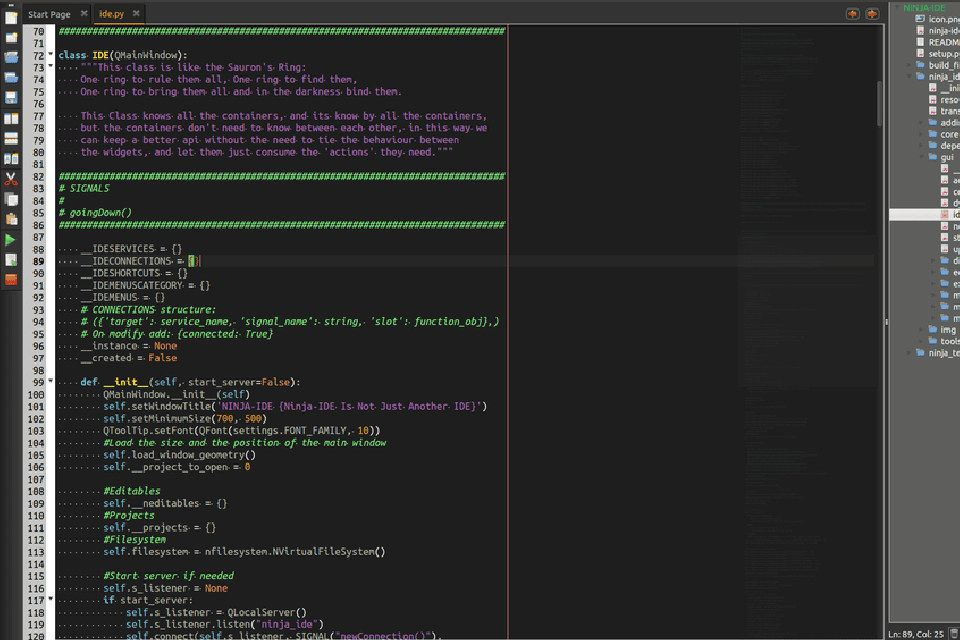 Start Page
ide.py
70 ################################################################################
71
72 class IDE(QMainWindow):
73 """This class is like the Sauron's Ring:
74 One ring to rule them all, One ring to find them,
75 One ring to bring them all and in the darkness bind them.
76
77 This Class knows all the containers, and its know by all the containers,
78 but the containers don't need to know between each other, in this way we
79 can keep a better api without the need to tie the behaviour between
80 the widgets, and let them just consume the 'actions' they need."""
81
82 ################################################################################
83 # SIGNALS
84 #
85 # goingDown()
86 ################################################################################
87
88 __IDESERVICES = {}
89 __IDECONNECTIONS = {}
90 __IDESHORTCUTS = {}
91 __IDEMENUSCATEGORY = {}
92 __IDEMENUS = {}
93 # CONNECTIONS structure:
94 # ({'target': service_name, 'signal_name': string, 'slot': function_obj},)
95 # On modify add: {connected: True}
96 __instance = None
97 __created = False
98
99 def __init__(self, start_server=False):
100 QMainWindow.__init__(self)
101 self.setWindowTitle('NINJA-IDE {Ninja-IDE Is Not Just Another IDE}')
102 self.setMinimumSize(700, 500)
103 QToolTip.setFont(QFont(settings.FONT_FAMILY, 10))
104 #Load the size and the position of the main window
105 self.load_window_geometry()
106 self.__project_to_open = 0
107
108 #Editables
109 self.__neditables = {}
110 #Projects
111 self.__projects = {}
112 #Filesystem
113 self.filesystem = nfilesystem.NVirtualFileSystem()
114
115 #Start server if needed
116 self.s_listener = None
117 if start_server:
118 self.s_listener = QLocalServer()
119 self.s_listener.listen("ninja_ide")
self.connect(self.s_listener, SIGNAL("newConnection()"),
NINJA-IDE
icon.png
ninja-id
README
setup.p
build_fi
ninja_id
__ini
reso
trans
addi
core
depe
gui
id
img
tools
ninja_te
Ln: 89, Col: 25